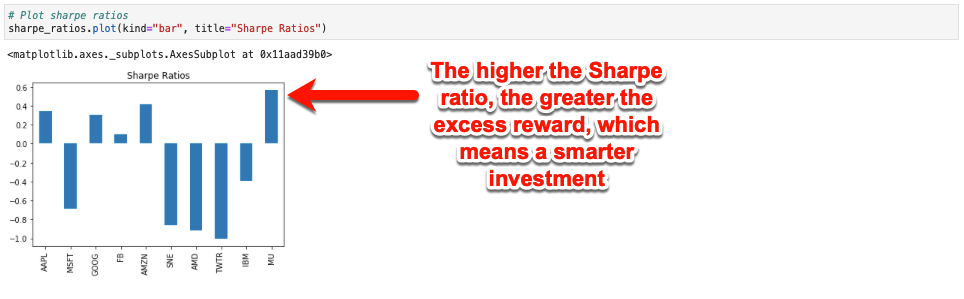 # Plot sharpe ratios
sharpe_ratios.plot(kind="bar", title="Sharpe Ratios")
<matplotlib.axes._subplots.AxesSubplot at 0x11aad39b0>
Sharpe Ratios
0.6
0.4
0.2
0.0
−0.2
−0.4
−0.6
−0.8
−1.0
AAPL
MSFT
GOOG
FB
AMZN
SNE
AMD
TWTR
IBM
MU
The higher the Sharpe
ratio, the greater the
excess reward, which
means a smarter
investment